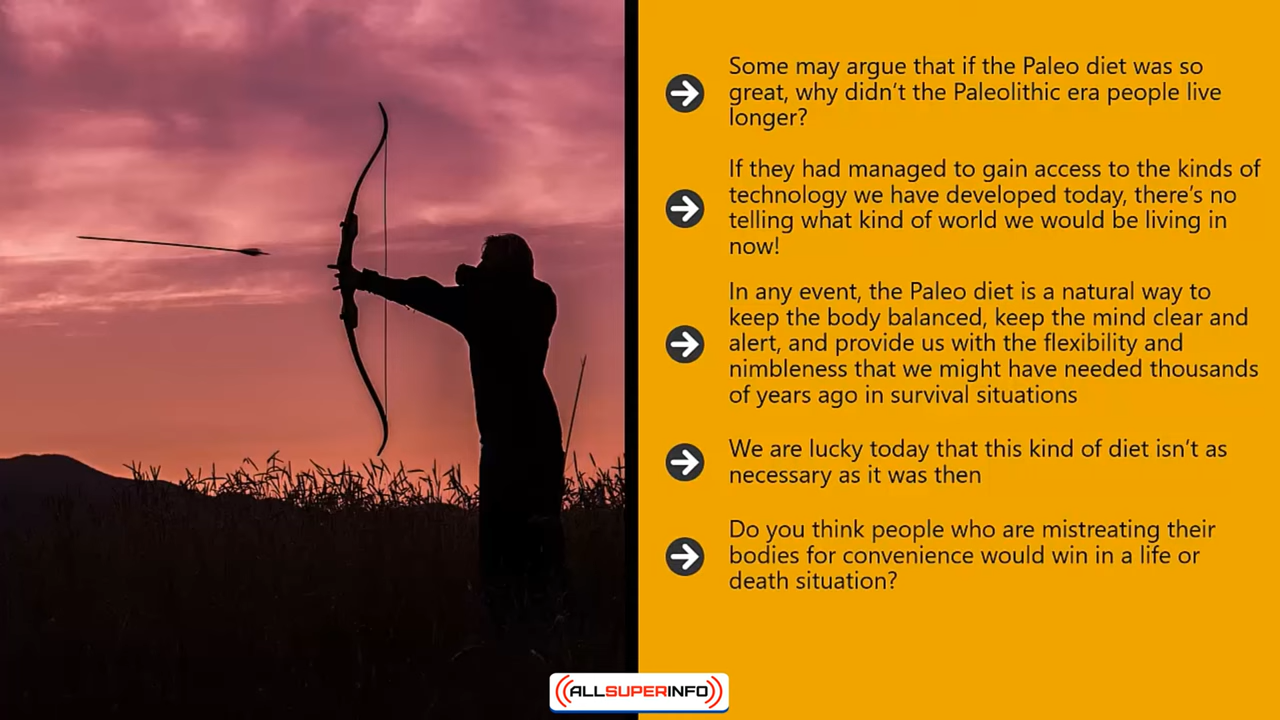 Some may argue that if the Paleo diet was so
great, why didn't the Paleolithic era people live
longer?
If they had managed to gain access to the kinds of
technology we have developed today, there's no
telling what kind of world we would be living in
now!
In any event, the Paleo diet is a natural way to
keep the body balanced, keep the mind clear and
alert, and provide us with the flexibility and
nimbleness that we might have needed thousands
of years ago in survival situations
We are lucky today that this kind of diet isn't as
necessary as it was then
Do you think people who are mistreating their
bodies for convenience would win in a life or
death situation?
ALLSUPERINFO